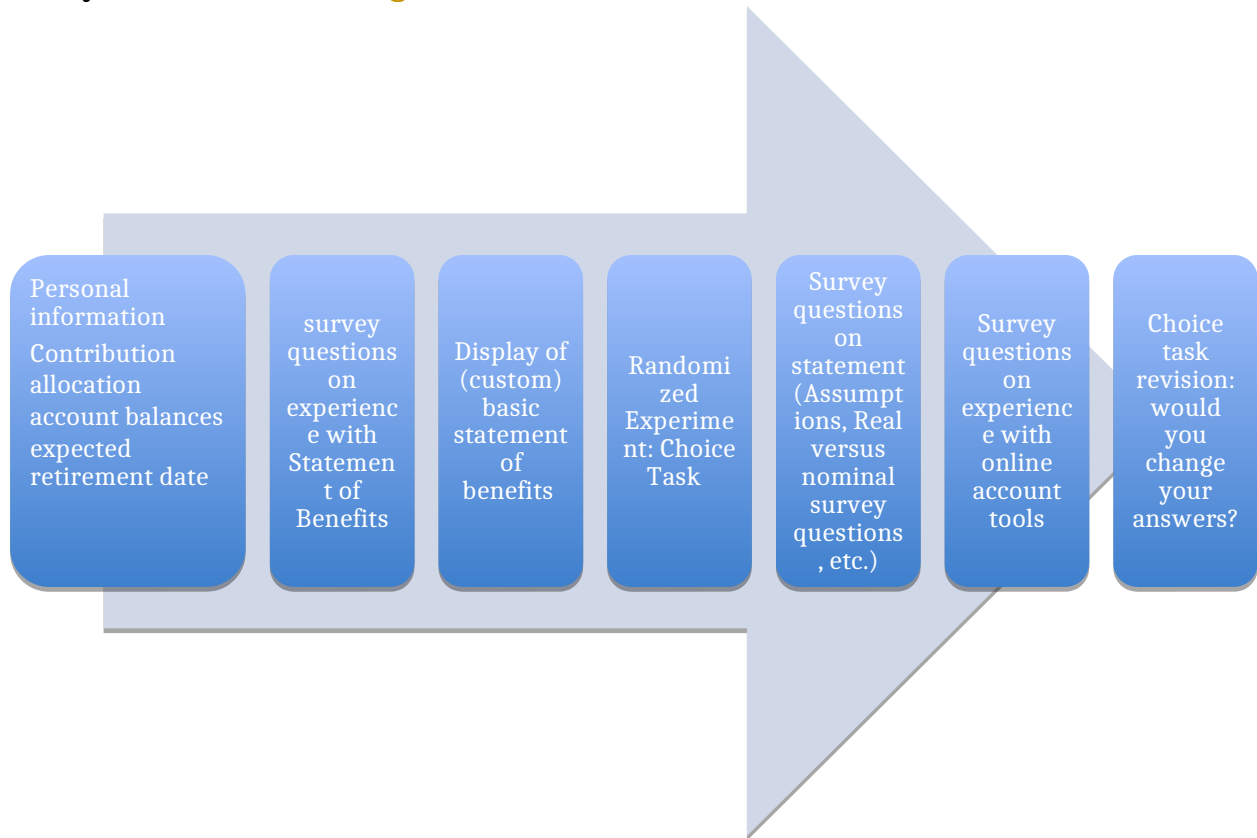 Personal
information
Contribution
allocation
account balances
expected
retirement date
survey
questions
on
experienc
e with
Statemen
t of
Benefits
Display of
(custom)
basic
statement
of
benefits
Randomi
zed
Experime
nt: Choice
Task
Survey
questions
on
statement
(Assumpt
ions, Real
versus
nominal
survey
questions
, etc.)
Survey
questions
on
experienc
e with
online
account
tools
Choice
task
revision:
would
you
change
your
answers?